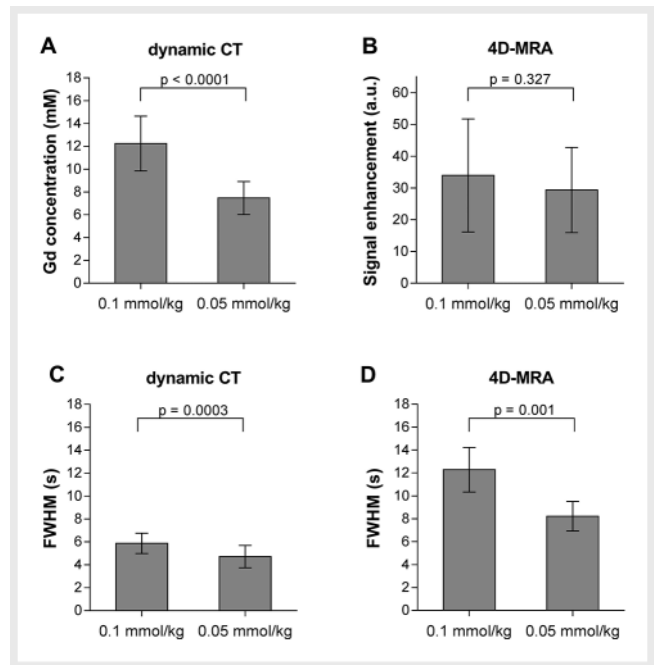 A
dynamic CT
p < 0.0001
Gd concentration (mM)
18
16
14
12
10
8
6
4
2
0
0.1 mmol/kg 0.05 mmol/kg
B
4D-MRA
p = 0.327
Signal enhancement (a.u.)
60
50
40
30
20
10
0
0.1 mmol/kg 0.05 mmol/kg
C
dynamic CT
p = 0.0003
FWHM (s)
18
16
14
12
10
8
6
4
2
0
0.1 mmol/kg 0.05 mmol/kg
D
4D-MRA
p = 0.001
FWHM (s)
18
16
14
12
10
8
6
4
2
0
0.1 mmol/kg 0.05 mmol/kg